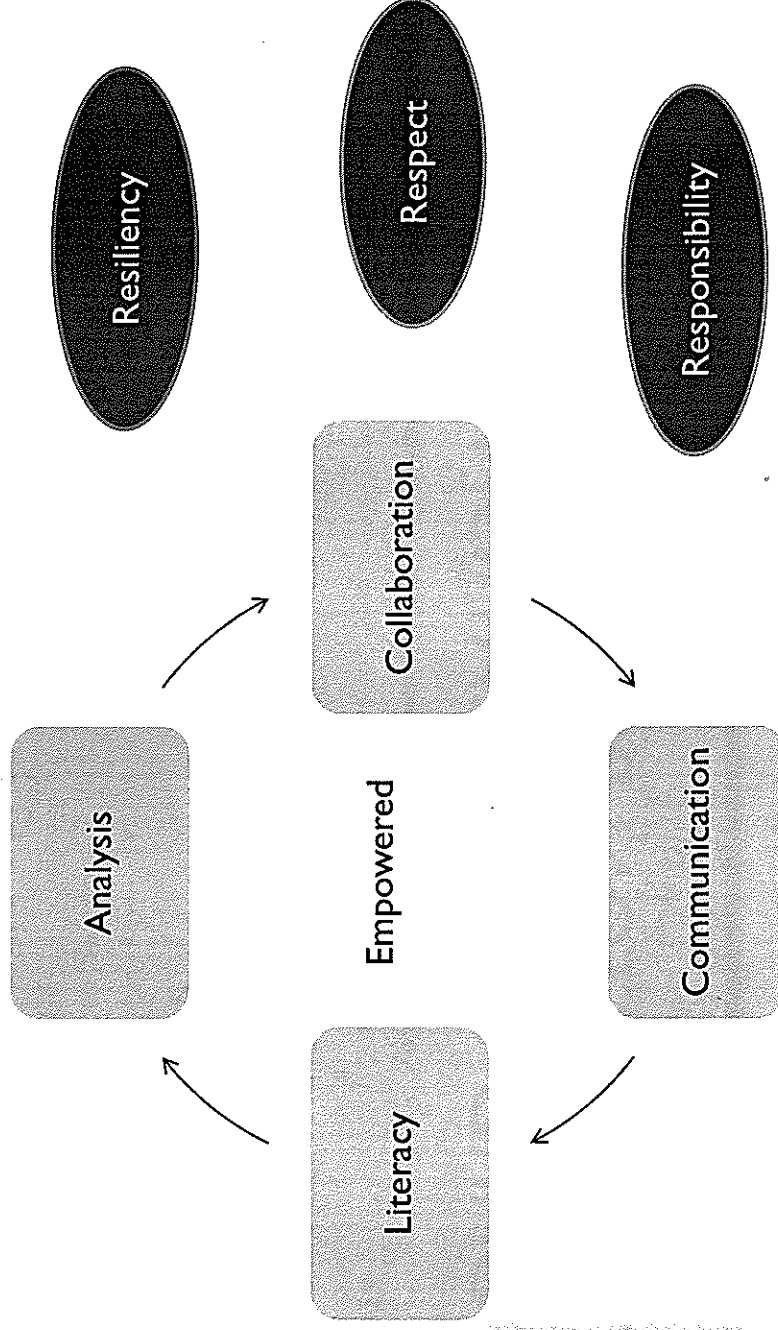 Analysis
Resiliency
Literacy
Empowered
Collaboration
Respect
Communication
Responsibility